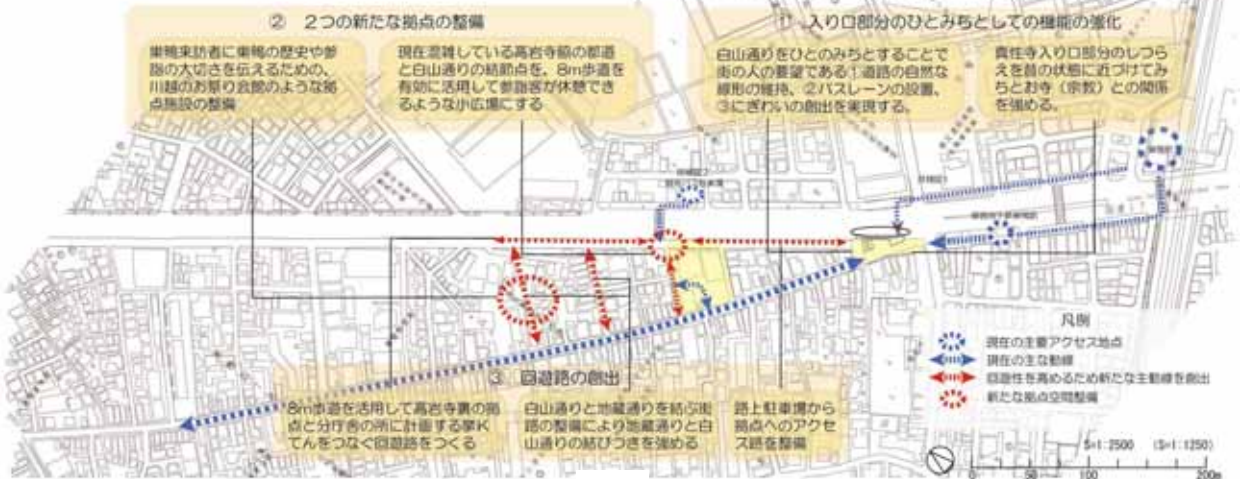 ② 2つの新たな拠点の整備
巣鴨来訪者に巣鴨の歴史や参
詣の大切さを伝えるための、
川越のお祭り会館のような拠
点施設の整備
現在混雑している高岩寺脇の都道
と白山通りの結節点を、8m歩道を
有効に活用して参詣客が休憩でき
るような小広場にする
① 入り口部分のひとみちとしての機能の強化
白山通りをひとのみちとすることで
街の人の要望である①道路の自然な
線形の維持、②バスレーンの設置、
③にぎわいの創出を実現する。
真性寺入り口部分のしつら
えを昔の状態に近づけてみ
ちとお寺（宗教）との関係
を強める。
凡例
現在の主要アクセス地点
現在の主な動線
回遊性を高めるため新たな主動線を創出
新たな拠点空間整備
③ 回遊路の創出
8m歩道を活用して高岩寺裏の拠
点と分庁舎の所に計画する拏K
てんをつなぐ回遊路をつくる
白山通りと地蔵通りを結ぶ街
路の整備により地蔵通りと白
山通りの結びつきを強める
路上駐車場から
拠点へのアクセ
ス路を整備
S=1:2500 (S=1:1250)
0 50 100 200m